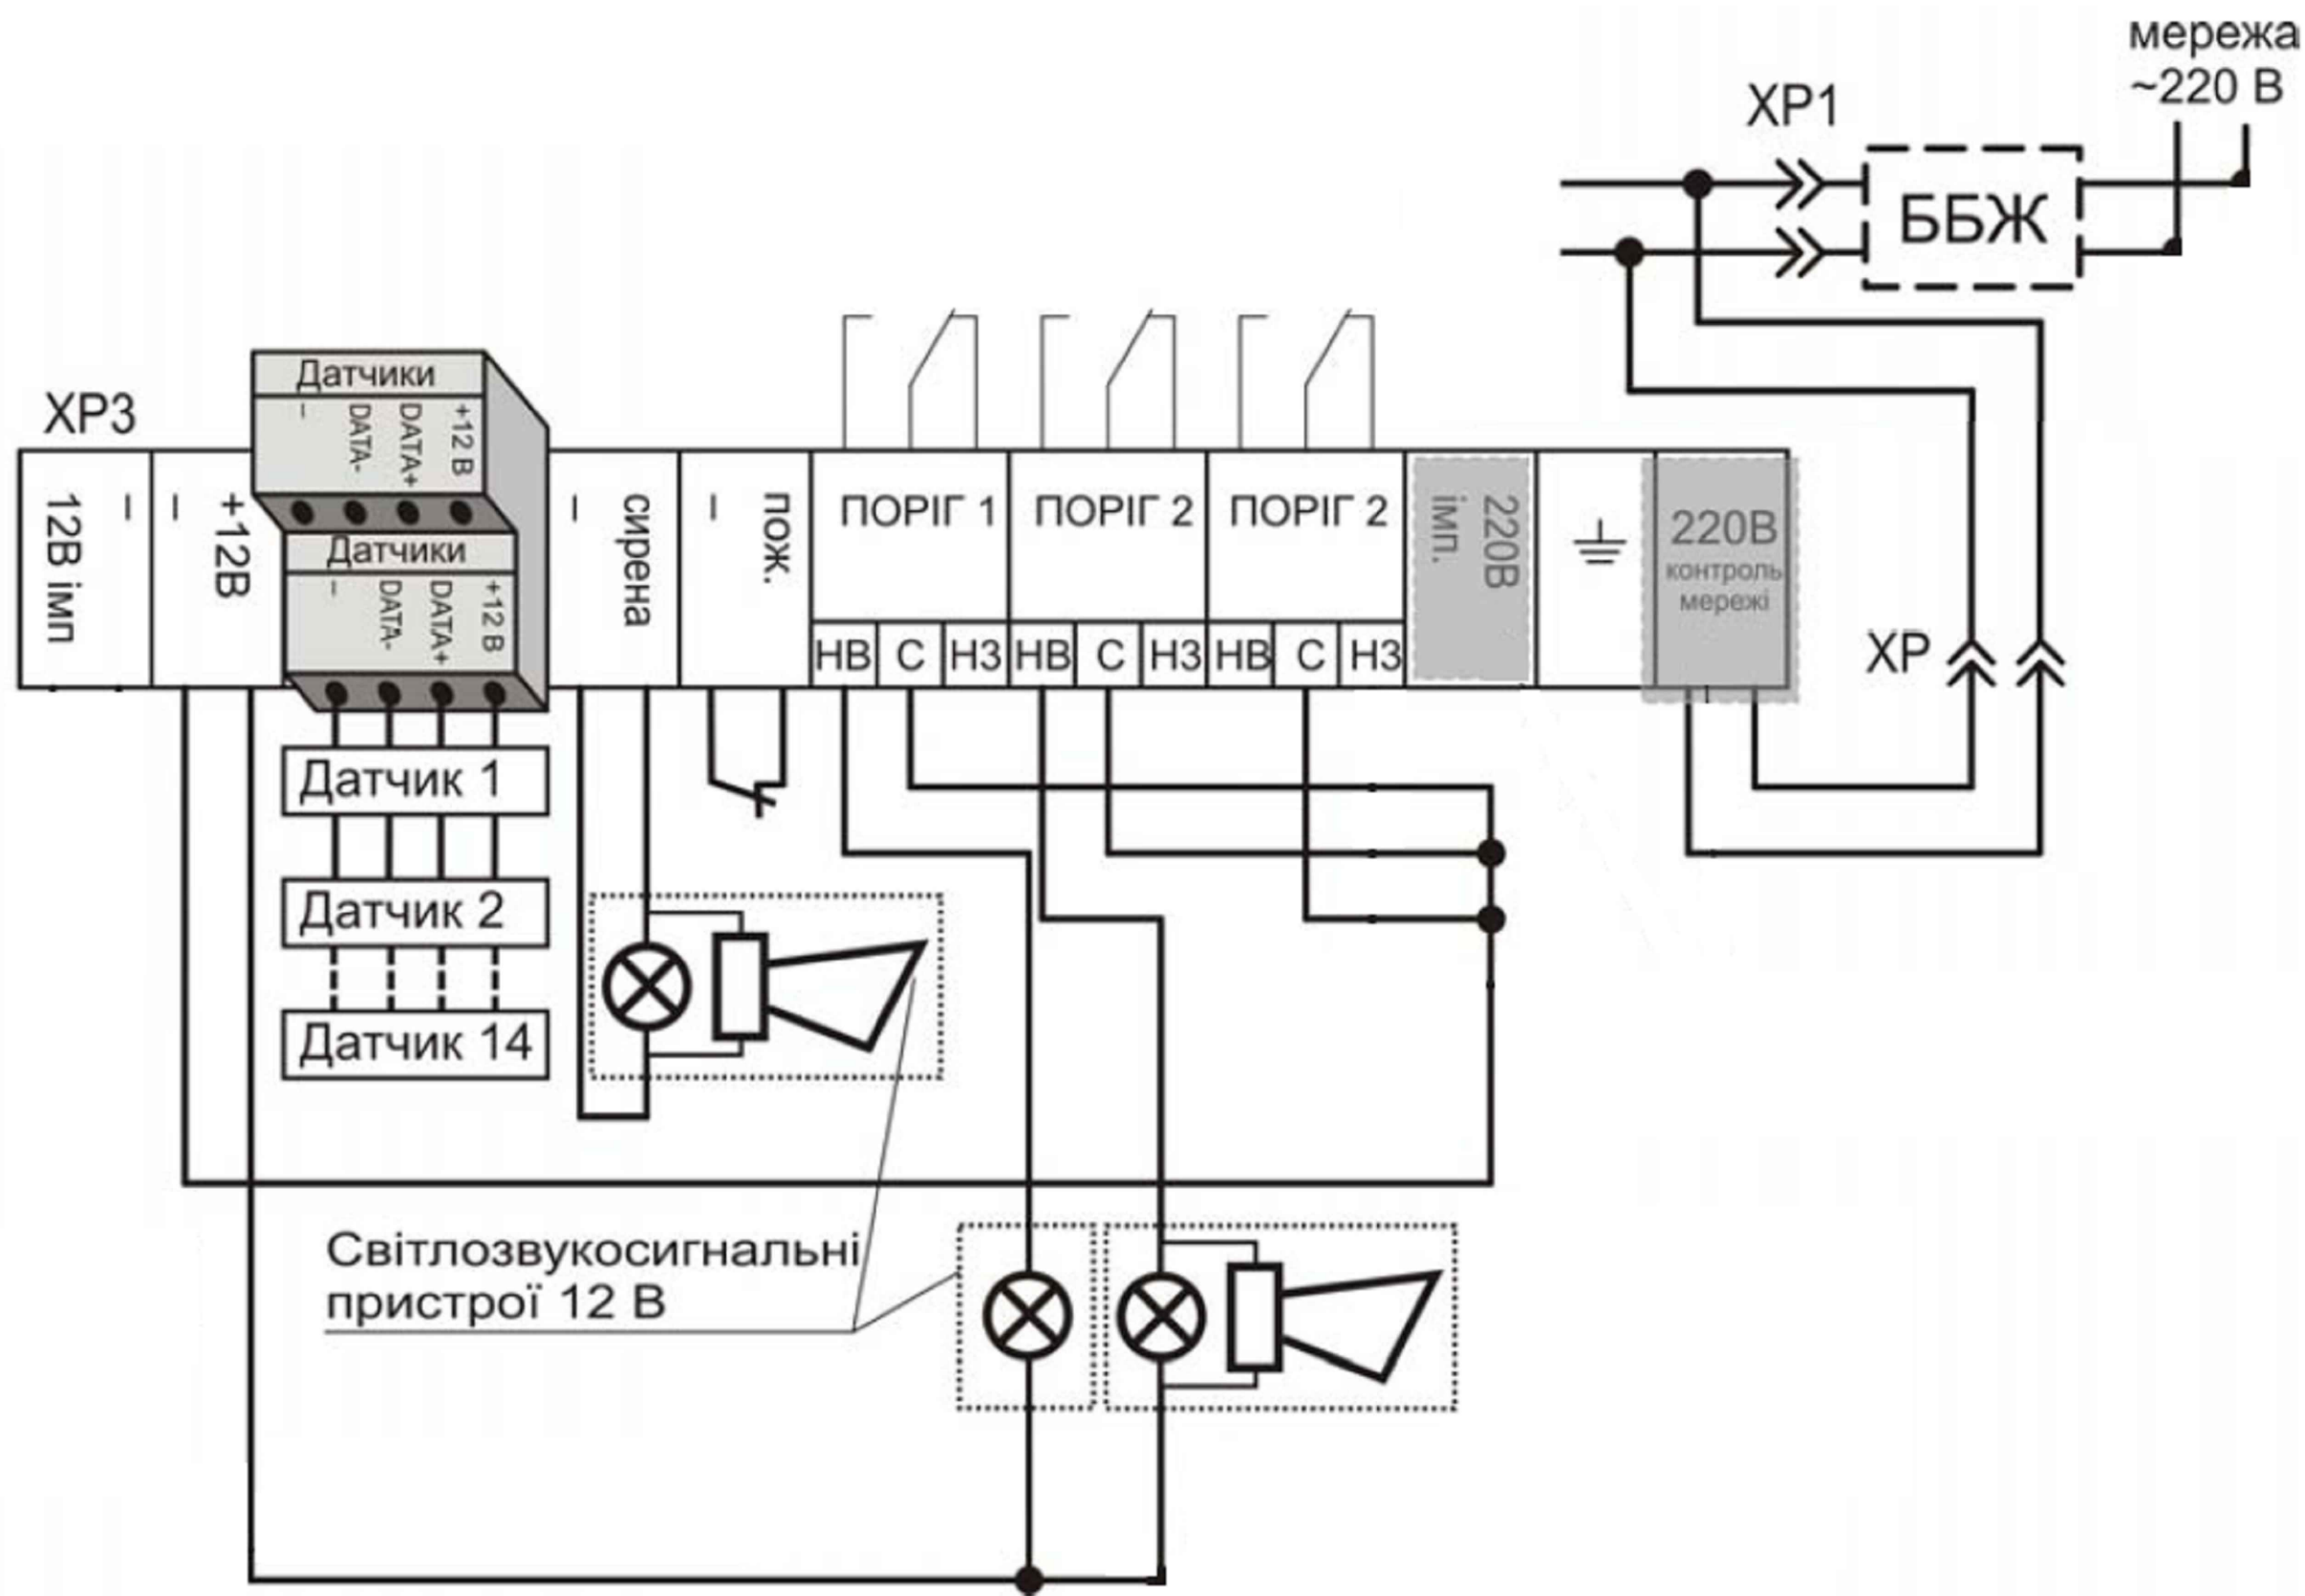 мережа
~220 В
XP1
ББЖ
XP3
Датчики
– DATA- DATA+ +12 В
Датчики
– DATA- DATA+ +12 В
12В імп
–
–
+12В
–
сирена
–
пож.
ПОРІГ 1
ПОРІГ 2
ПОРІГ 2
220В
імп.
220В
контроль
мережі
НВ С НЗ НВ С НЗ НВ С НЗ
XP
Датчик 1
Датчик 2
Датчик 14
Світлозвукосигнальні
пристрої 12 В